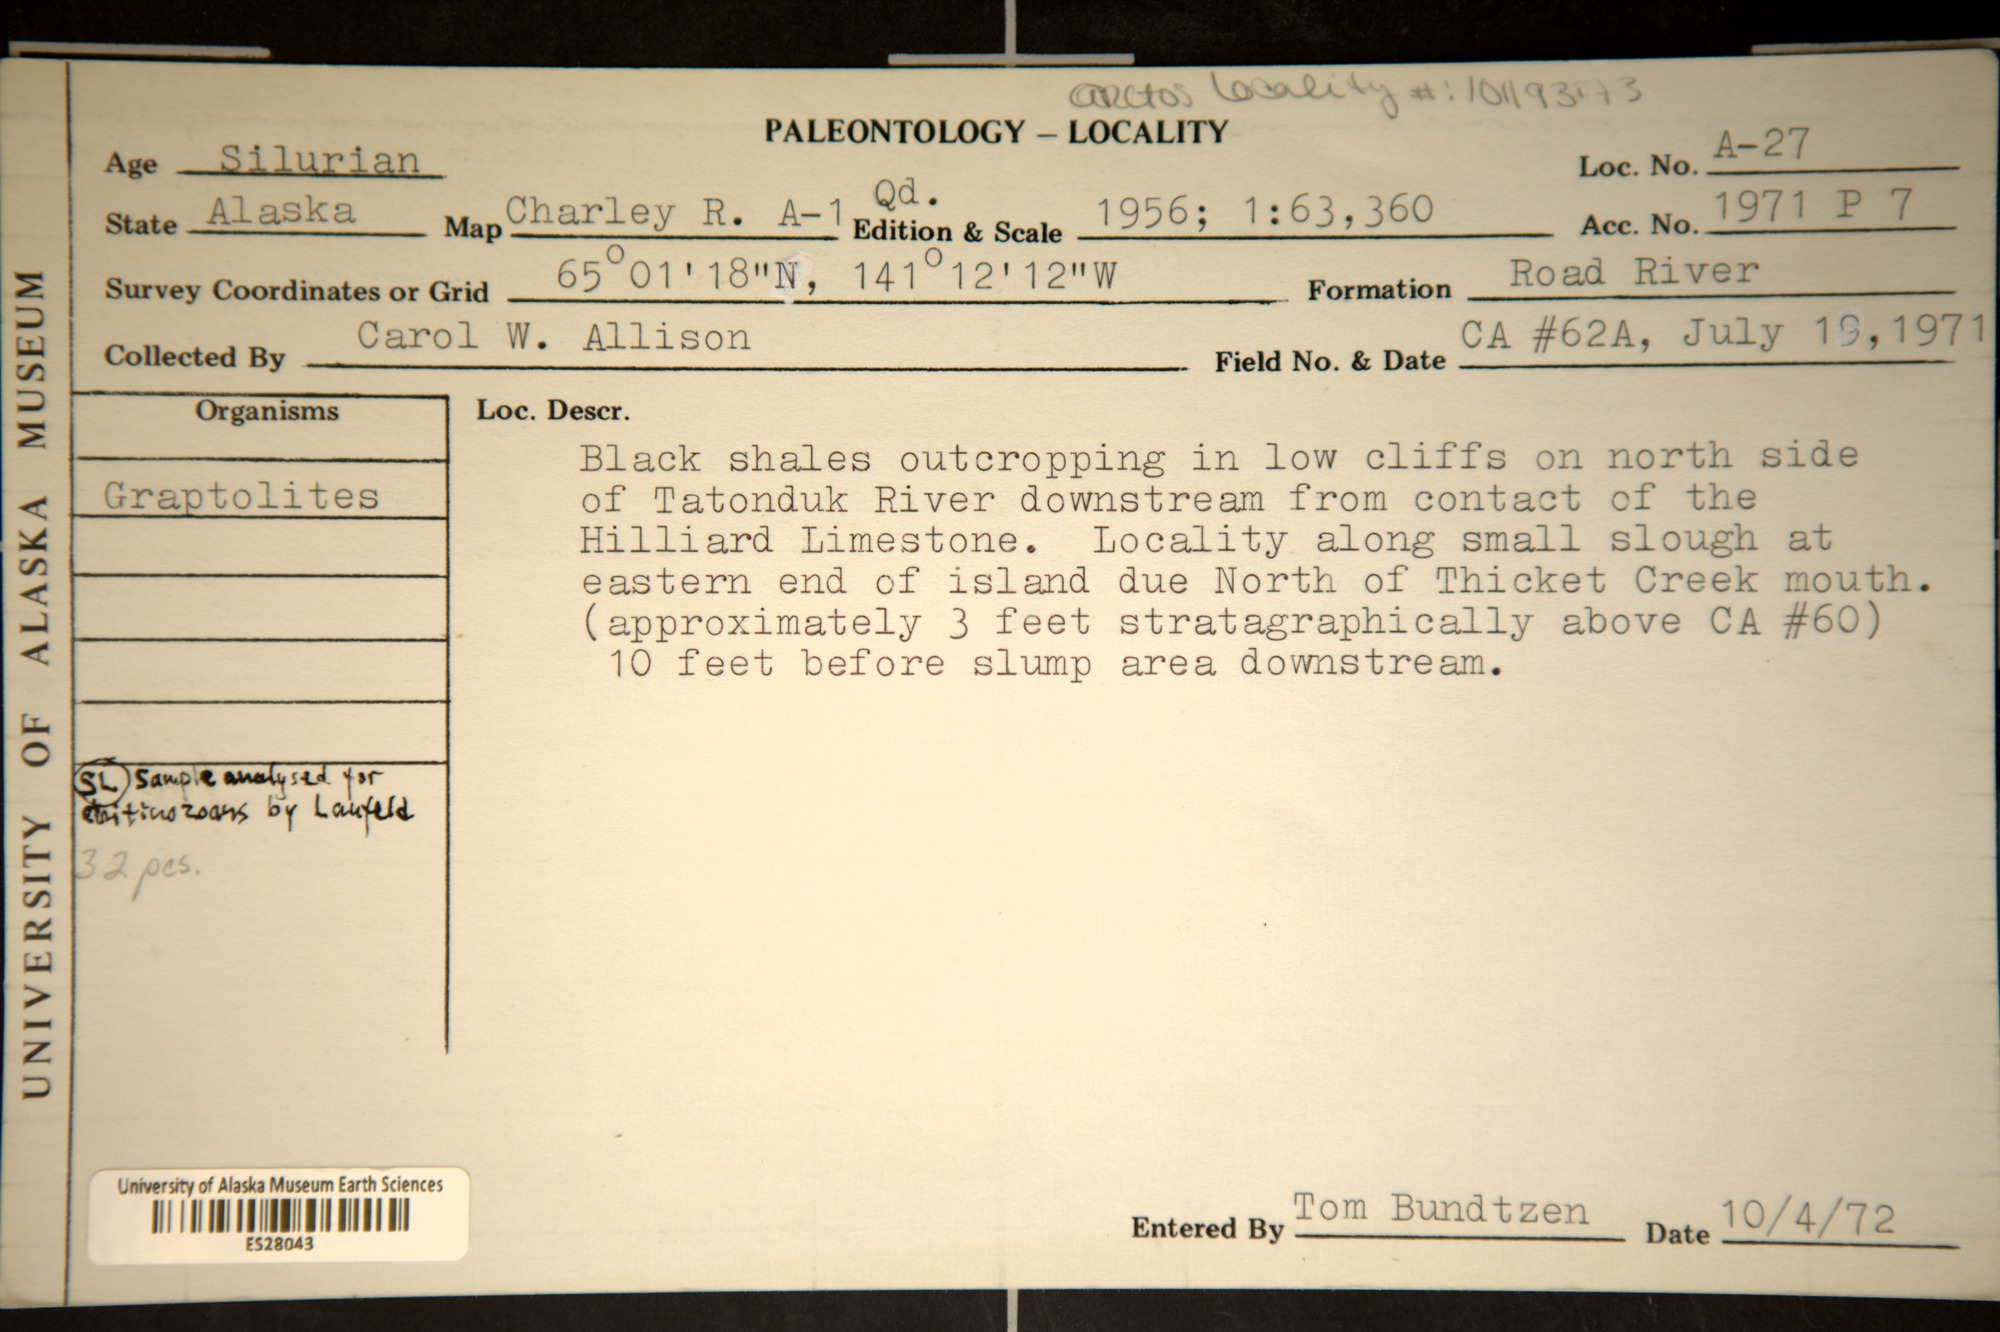 arctos locality #:
PALEONTOLOGY – LOCALITY
Age Silurian
Loc. No. A-27
State Alaska Map Charley R. A-1 Qd. Edition & Scale 1956; 1:63,360
Acc. No. 1971 P 7
Survey Coordinates or Grid 65°01'18"N, 141°12'12"W
Formation Road River
Collected By Carol W. Allison
Field No. & Date CA #62A, July 19,1971
Organisms
Graptolites
SL Sample analysed for
chitinozoans by Laufeld
32 pcs.
Loc. Descr.
Black shales outcropping in low cliffs on north side
of Tatonduk River downstream from contact of the
Hilliard Limestone. Locality along small slough at
eastern end of island due North of Thicket Creek mouth.
(approximately 3 feet stratagraphically above CA #60)
10 feet before slump area downstream.
UNIVERSITY OF ALASKA MUSEUM
University of Alaska Museum Earth Sciences
ES28043
Entered By Tom Bundtzen Date 10/4/72